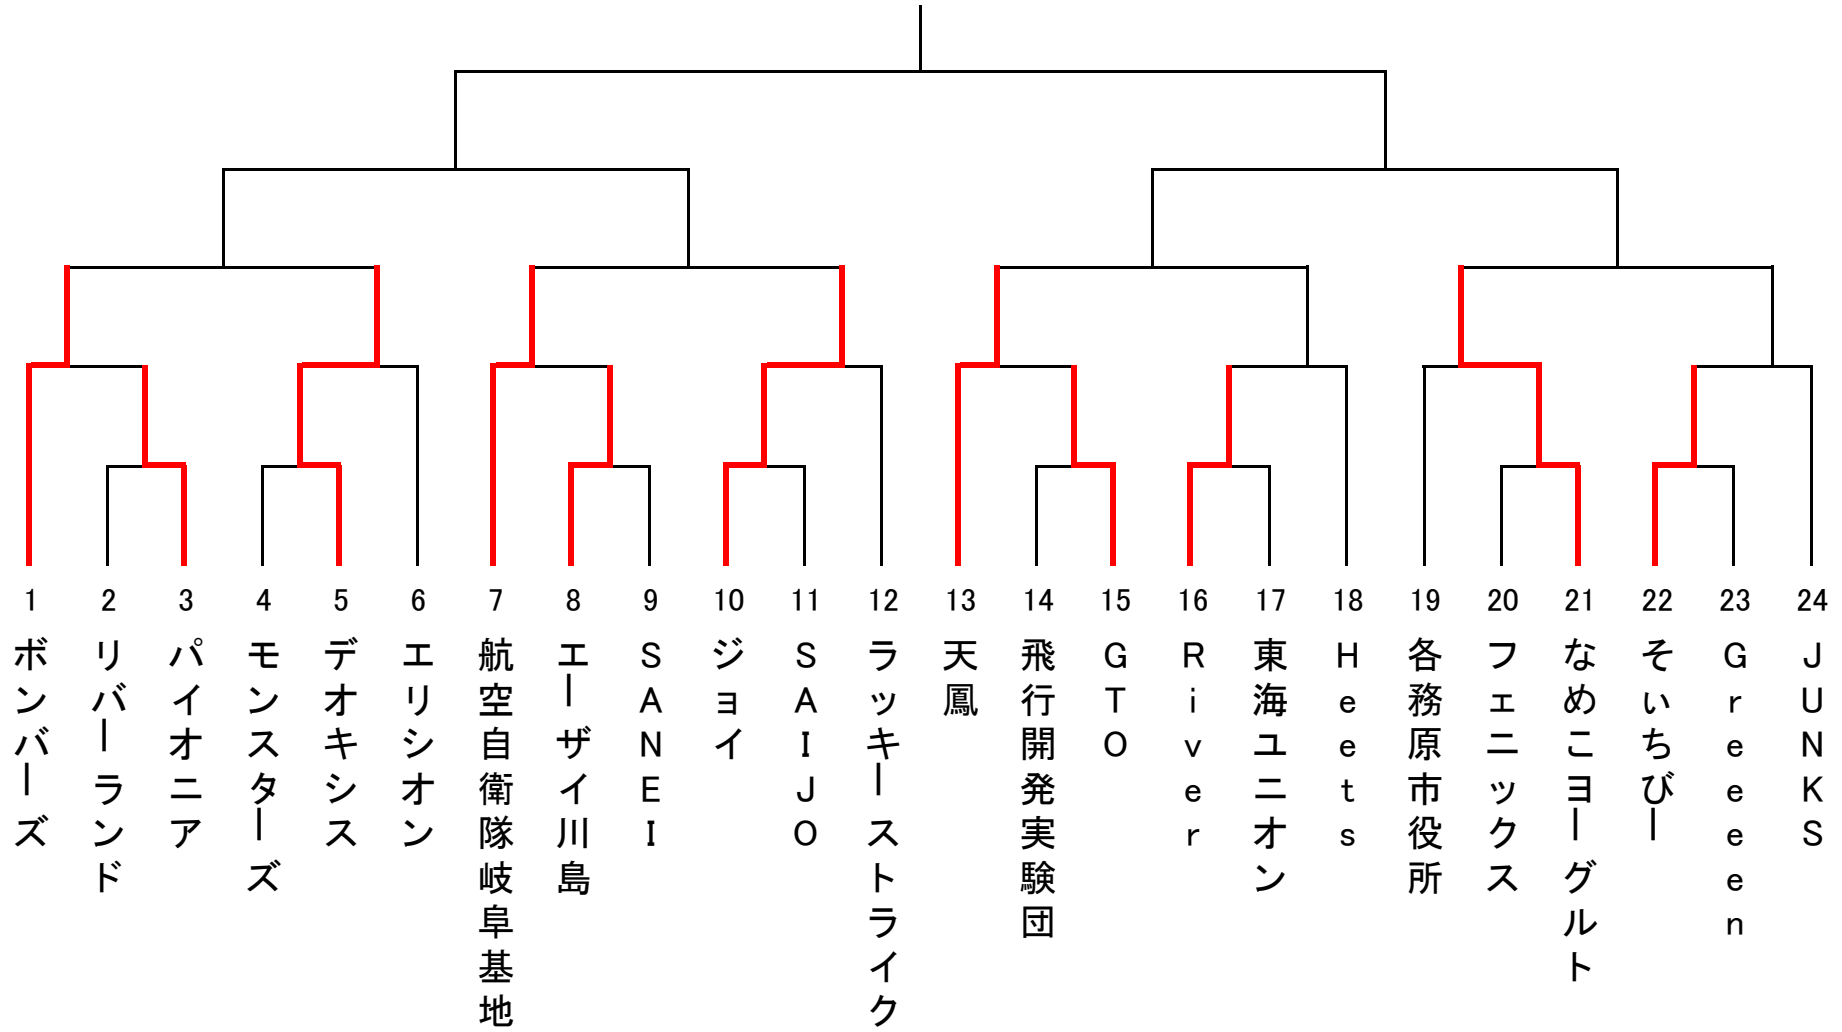 1 2 3 4 5 6 7 8 9 10 11 12 13 14 15 16 17 18 19 20 21 22 23 24
ボンバーズ
リバーランド
パイオニア
モンスターズ
デオキシス
エリシオン
航空自衛隊岐阜基地
エーザイ川島
SANEI
ジョイ
SAIJO
ラッキーストライク
天鳳
飛行開発実験団
GTO
River
東海ユニオン
Heets
各務原市役所
フェニックス
なめこヨーグルト
そぃちびー
Greeen
JUNKS